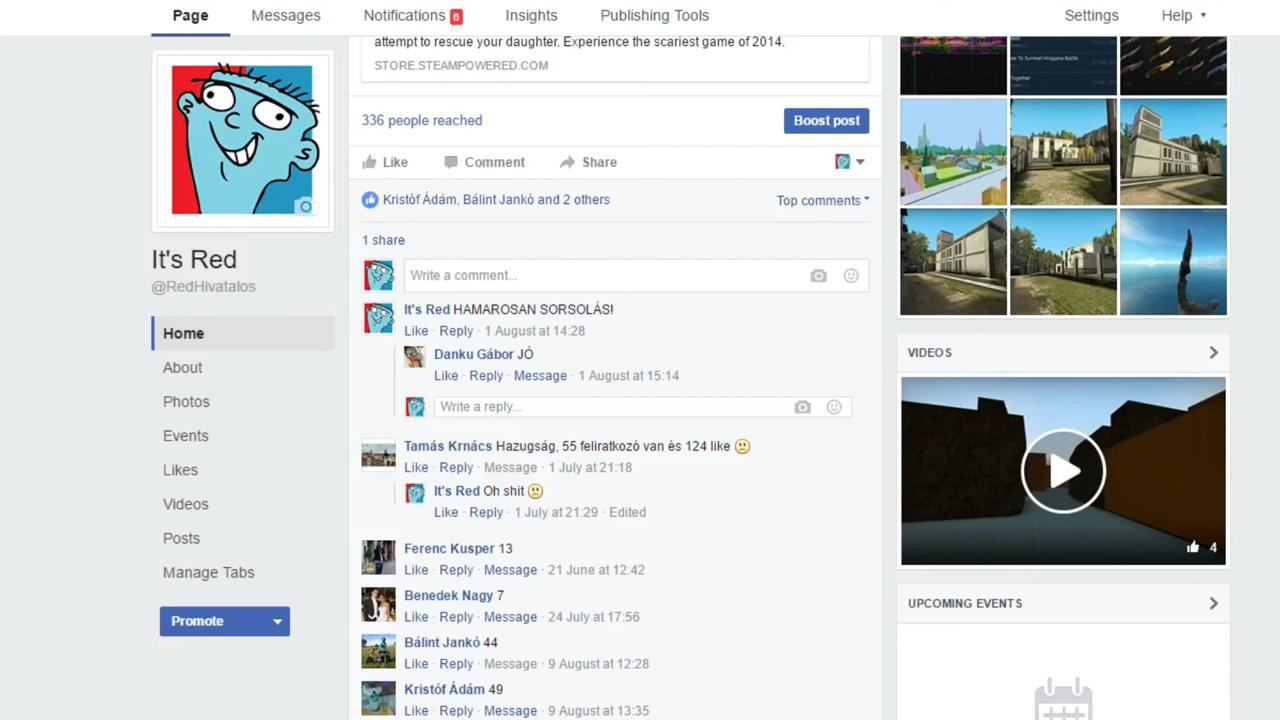 Page
Messages
Notifications 6
Insights
Publishing Tools
Settings
Help
attempt to rescue your daughter. Experience the scariest game of 2014.
STORE.STEAMPOWERED.COM
336 people reached
Boost post
Like
Comment
Share
Kristóf Ádám, Bálint Jankó and 2 others
Top comments
1 share
Write a comment...
It's Red HAMAROSAN SORSOLÁS!
Like · Reply · 1 August at 14:28
Danku Gábor JÓ
Like · Reply · Message · 1 August at 15:14
Write a reply...
Tamás Krnács Hazugság, 55 feliratkozó van és 124 like
Like · Reply · Message · 1 July at 21:18
It's Red Oh shit
Like · Reply · 1 July at 21:29 · Edited
Ferenc Kusper 13
Like · Reply · Message · 21 June at 12:42
Benedek Nagy 7
Like · Reply · Message · 24 July at 17:56
Bálint Jankó 44
Like · Reply · Message · 9 August at 12:28
Kristóf Ádám 49
Like · Reply · Message · 9 August at 13:35
It's Red
@RedHivatalos
Home
About
Photos
Events
Likes
Videos
Posts
Manage Tabs
Promote
To Survive! Hiragana Battle
Together
VIDEOS
4
UPCOMING EVENTS